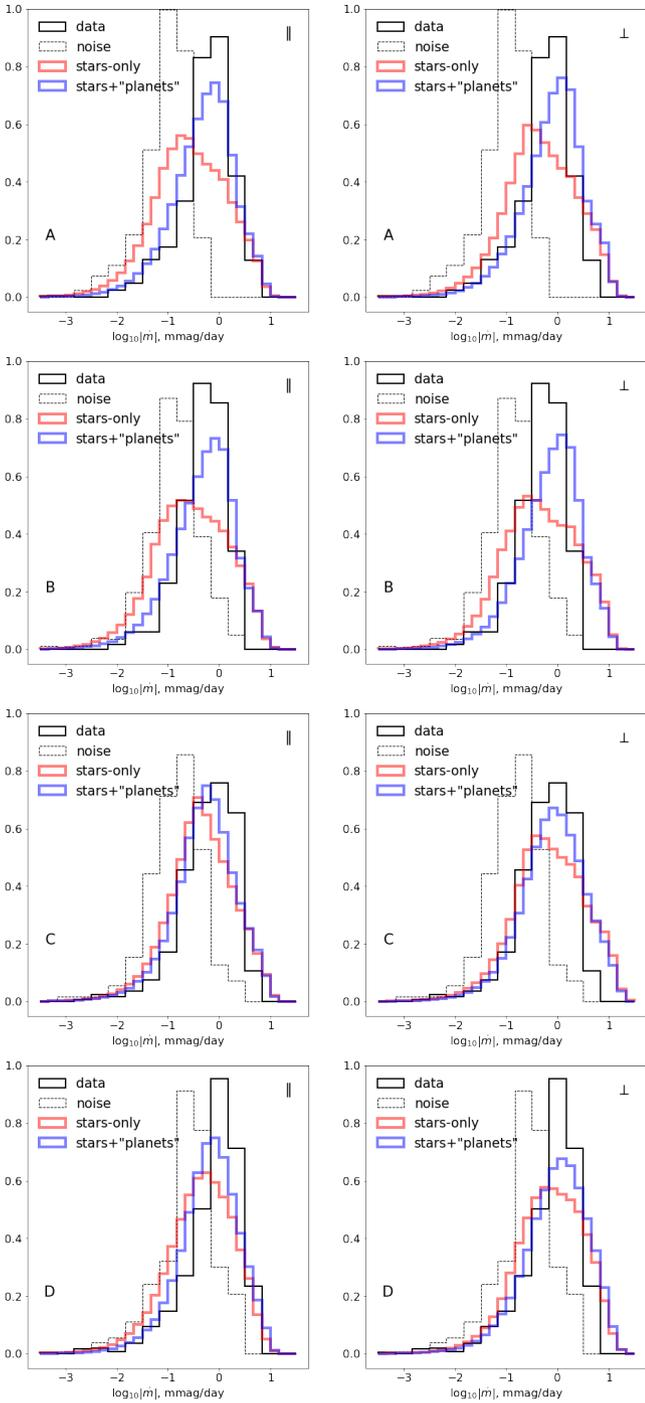 1.0
0.8
0.6
0.4
0.2
0.0
data
noise
stars-only
stars+"planets"
∥
A
−3 −2 −1 0 1
log₁₀|ṁ|, mmag/day
1.0
0.8
0.6
0.4
0.2
0.0
data
noise
stars-only
stars+"planets"
⊥
A
−3 −2 −1 0 1
log₁₀|ṁ|, mmag/day
1.0
0.8
0.6
0.4
0.2
0.0
data
noise
stars-only
stars+"planets"
∥
B
−3 −2 −1 0 1
log₁₀|ṁ|, mmag/day
1.0
0.8
0.6
0.4
0.2
0.0
data
noise
stars-only
stars+"planets"
⊥
B
−3 −2 −1 0 1
log₁₀|ṁ|, mmag/day
1.0
0.8
0.6
0.4
0.2
0.0
data
noise
stars-only
stars+"planets"
∥
C
−3 −2 −1 0 1
log₁₀|ṁ|, mmag/day
1.0
0.8
0.6
0.4
0.2
0.0
data
noise
stars-only
stars+"planets"
⊥
C
−3 −2 −1 0 1
log₁₀|ṁ|, mmag/day
1.0
0.8
0.6
0.4
0.2
0.0
data
noise
stars-only
stars+"planets"
∥
D
−3 −2 −1 0 1
log₁₀|ṁ|, mmag/day
1.0
0.8
0.6
0.4
0.2
0.0
data
noise
stars-only
stars+"planets"
⊥
D
−3 −2 −1 0 1
log₁₀|ṁ|, mmag/day